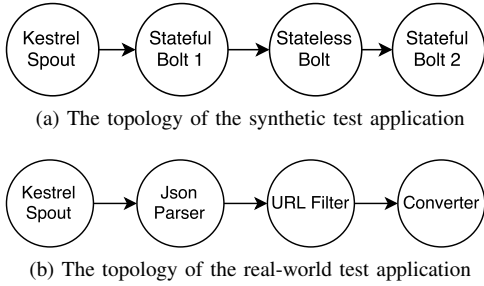 Kestrel Spout
Stateful Bolt 1
Stateless Bolt
Stateful Bolt 2
(a) The topology of the synthetic test application
Kestrel Spout
Json Parser
URL Filter
Converter
(b) The topology of the real-world test application